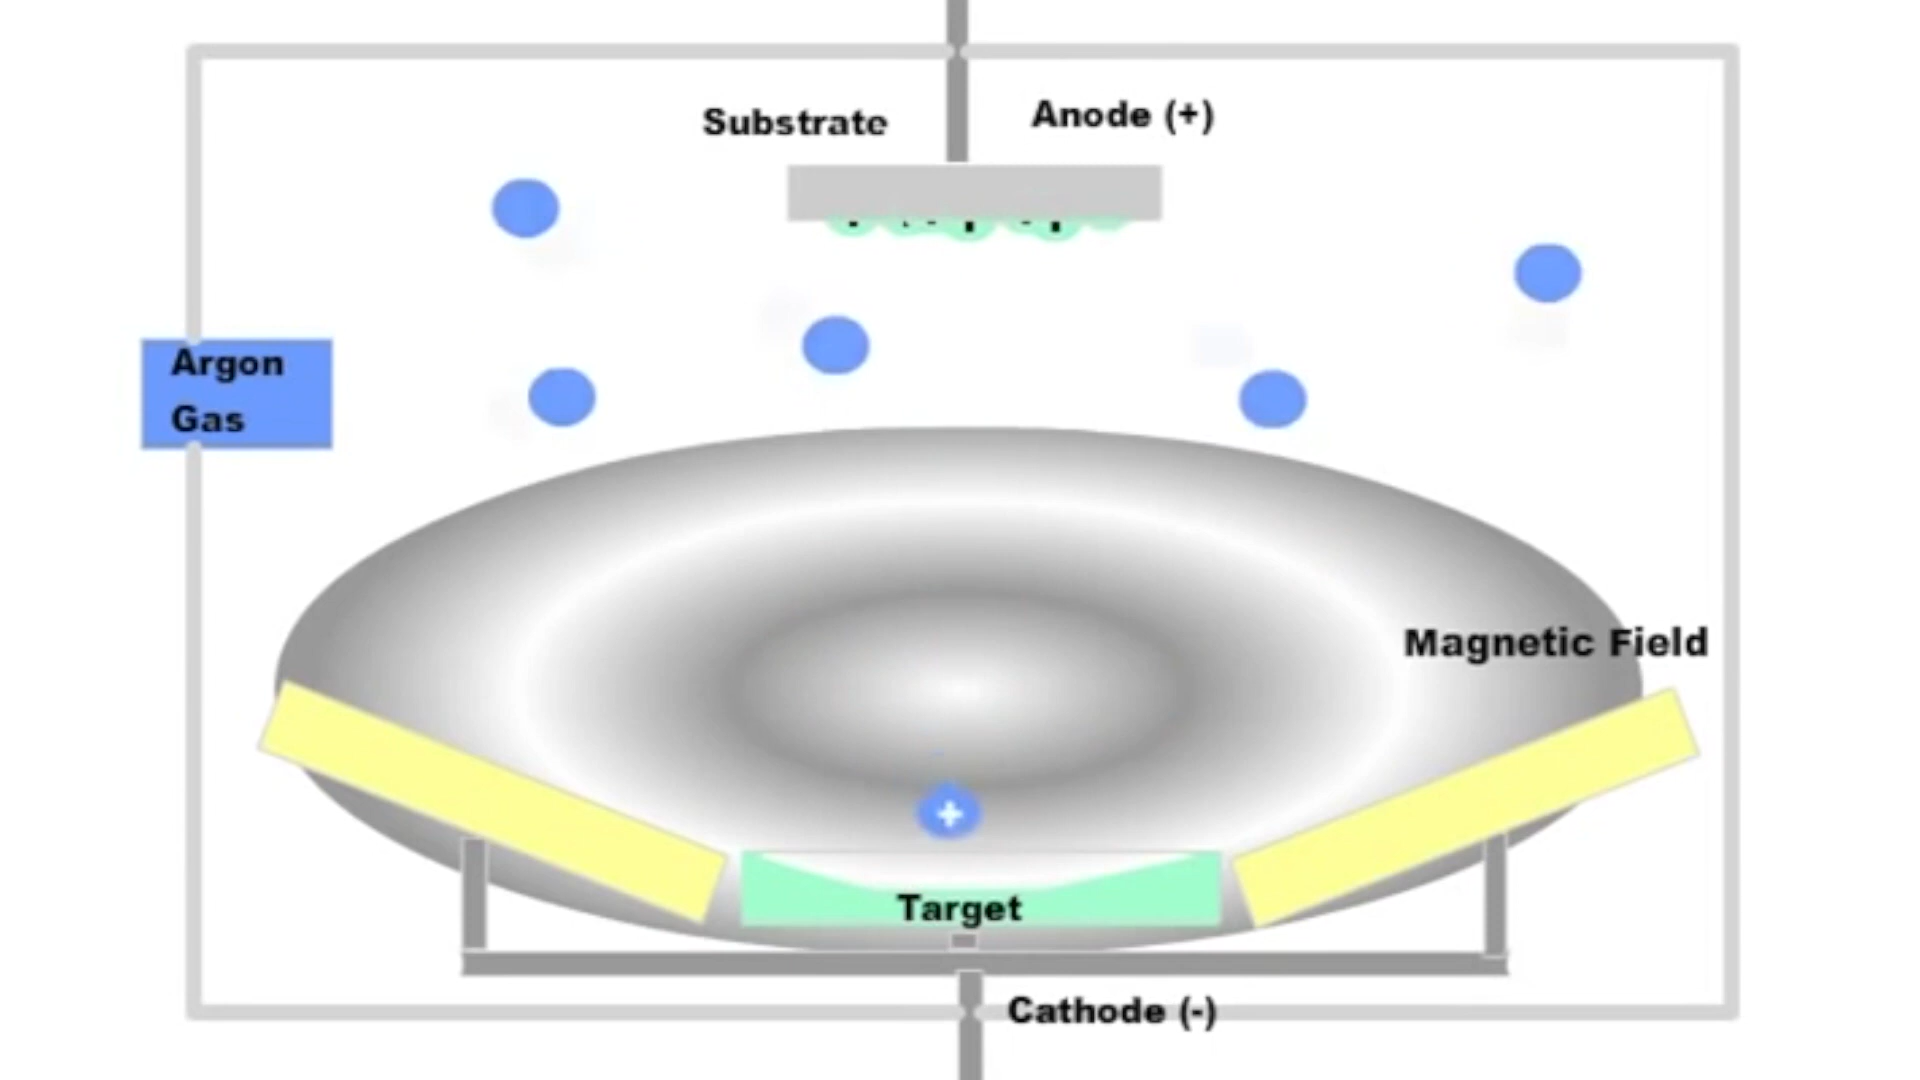 Substrate
Anode (+)
Argon
Gas
Magnetic Field
+
Target
Cathode (-)